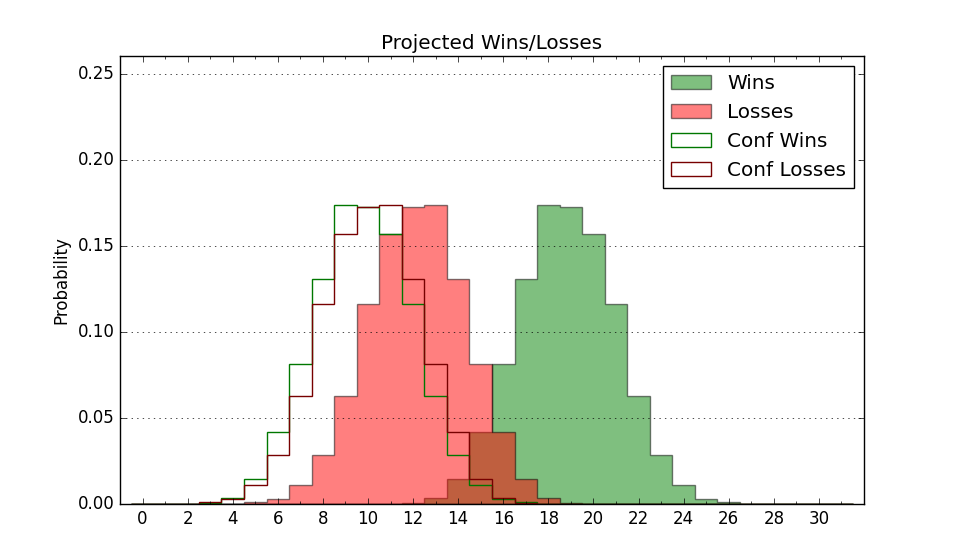 Projected Wins/Losses
0.25
0.20
0.15
0.10
0.05
0.00
Probability
Wins
Losses
Conf Wins
Conf Losses
0 2 4 6 8 10 12 14 16 18 20 22 24 26 28 30